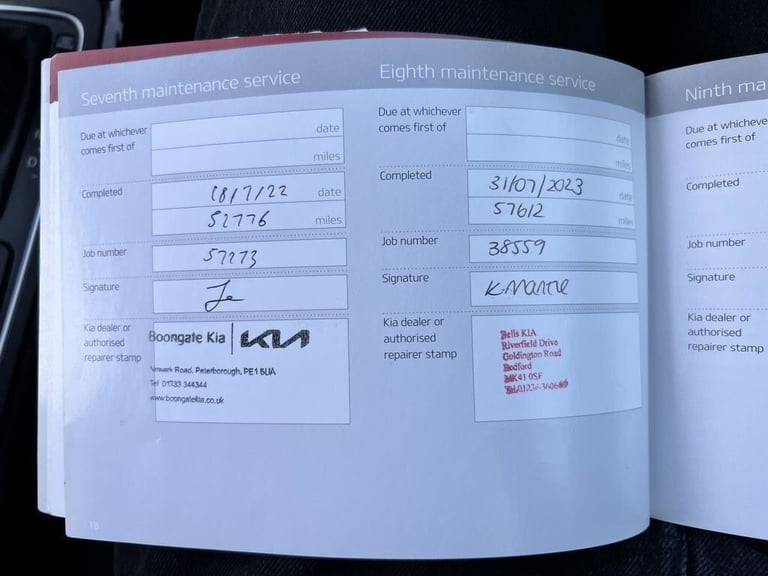 Seventh maintenance service
Due at whichever
comes first of
date
miles
Completed
18/7/22 date
52776 miles
Job number
57273
Signature
Kia dealer or
authorised
repairer stamp
Boongate Kia | KIA
Newark Road, Peterborough, PE1 5UA
Tel: 01733 344344
www.boongatekia.co.uk
18
Eighth maintenance service
Due at whichever
comes first of
date
miles
Completed
31/07/2023 date
57612 miles
Job number
38559
Signature
Kia dealer or
authorised
repairer stamp
Bells KIA
Riverfield Drive
Goldington Road
Bedford
MK41 0SF
Ninth ma
Due at whicheve
comes first of
Completed
Job number
Signature
Kia dealer or
authorised
repairer stamp